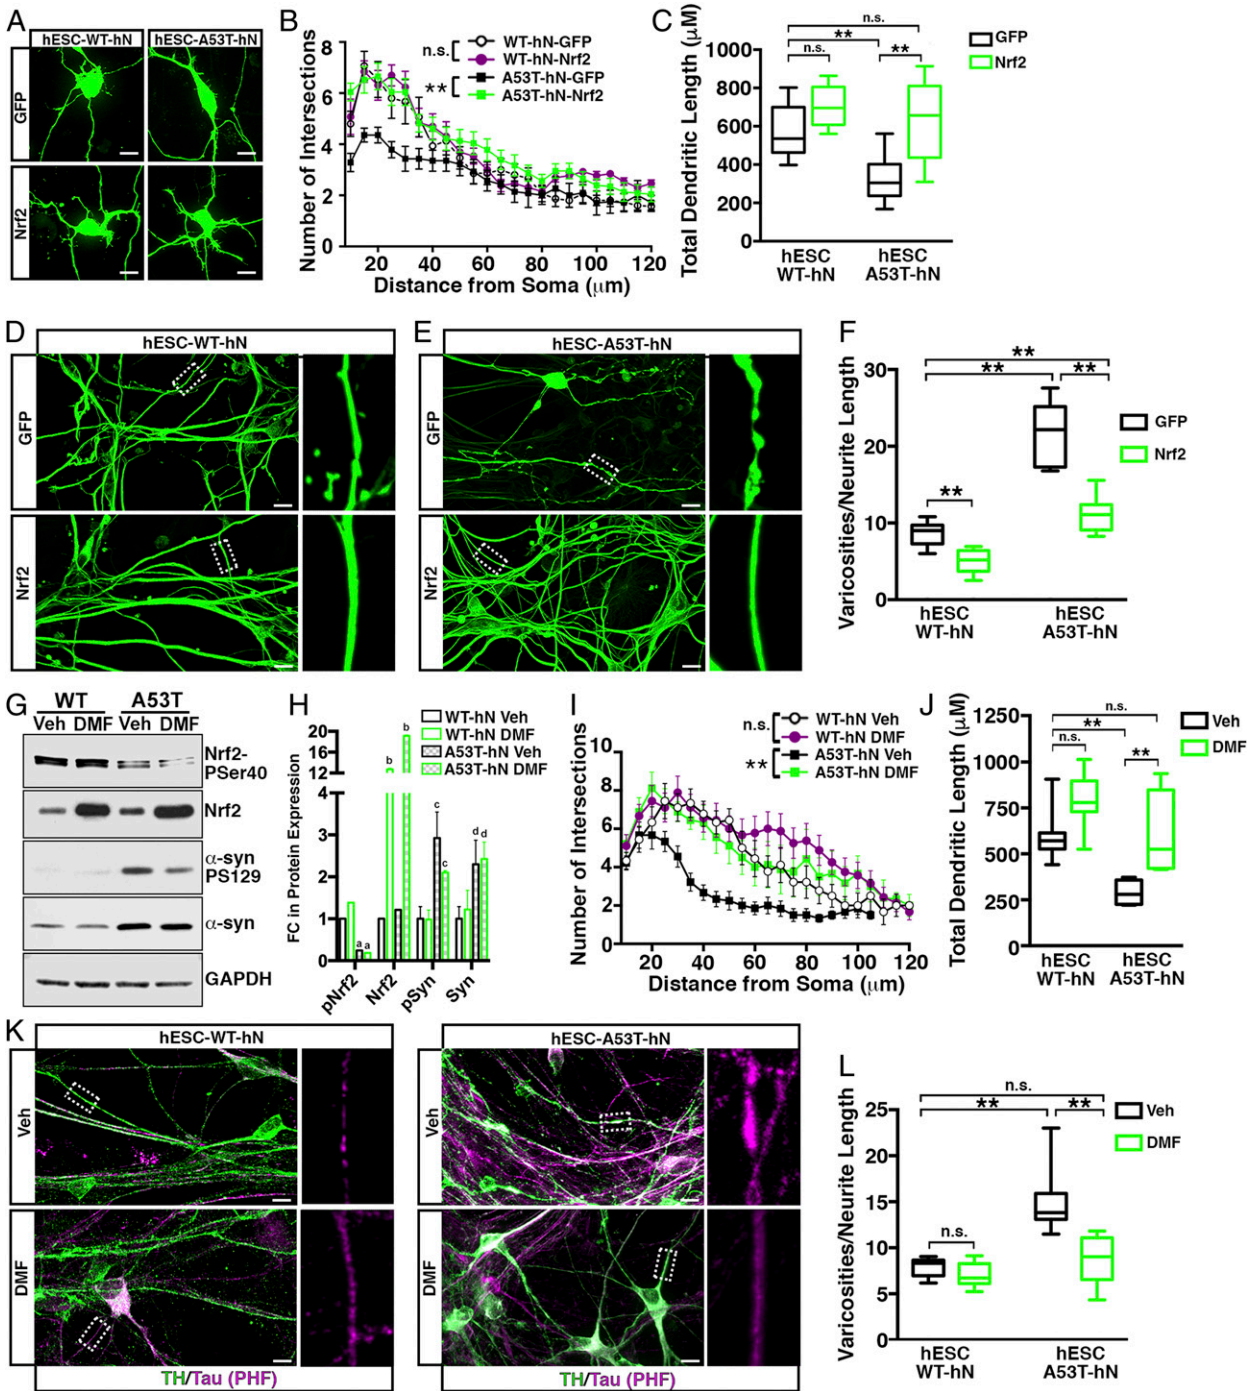 A
hESC-WT-hN
hESC-A53T-hN
GFP
Nrf2
B
Number of Intersections
8
6
4
2
0
20
40
60
80
100
120
Distance from Soma (μm)
n.s.
**
WT-hN-GFP
WT-hN-Nrf2
A53T-hN-GFP
A53T-hN-Nrf2
C
Total Dendritic Length (μM)
1000
800
600
400
200
0
n.s.
**
n.s.
**
hESC
WT-hN
hESC
A53T-hN
GFP
Nrf2
D
hESC-WT-hN
GFP
Nrf2
E
hESC-A53T-hN
GFP
Nrf2
F
Varicosities/Neurite Length
30
20
10
0
**
**
**
**
hESC
WT-hN
hESC
A53T-hN
GFP
Nrf2
G
WT
A53T
Veh DMF Veh DMF
Nrf2-
PSer40
Nrf2
α-syn
PS129
α-syn
GAPDH
H
WT-hN Veh
WT-hN DMF
A53T-hN Veh
A53T-hN DMF
FC in Protein Expression
20
18
16
14
12
4
3
2
1
0
a
a
b
b
c
c
d
d
pNrf2
Nrf2
pSyn
Syn
I
n.s.
**
WT-hN Veh
WT-hN DMF
A53T-hN Veh
A53T-hN DMF
Number of Intersections
10
8
6
4
2
0
20
40
60
80
100
120
Distance from Soma (μm)
J
Total Dendritic Length (μM)
1250
1000
750
500
250
0
n.s.
**
n.s.
**
hESC
WT-hN
hESC
A53T-hN
Veh
DMF
K
hESC-WT-hN
Veh
DMF
TH/Tau (PHF)
hESC-A53T-hN
Veh
DMF
TH/Tau (PHF)
L
Varicosities/Neurite Length
25
20
15
10
5
0
n.s.
**
**
n.s.
hESC
WT-hN
hESC
A53T-hN
Veh
DMF